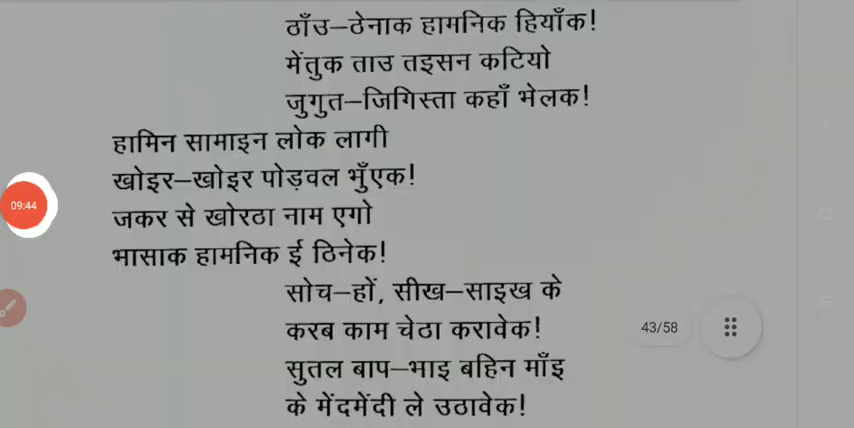 ठाँउ–ठेनाक हामनिक हियाँक!
मेंतुक ताउ तइसन कटियो
जुगुत–जिगिस्ता कहाँ भेलक!
हामिन सामाइन लोक लागी
खोइर–खोइर पोड़वल भुँएक!
09:44
जकर से खोरठा नाम एगो
भासाक हामनिक ई ठिनेक!
सोच–हों, सीख–साइख के
करब काम चेठा करावेक!
43/58
सुतल बाप–भाइ बहिन माँइ
के मेंदमेंदी ले उठावेक!